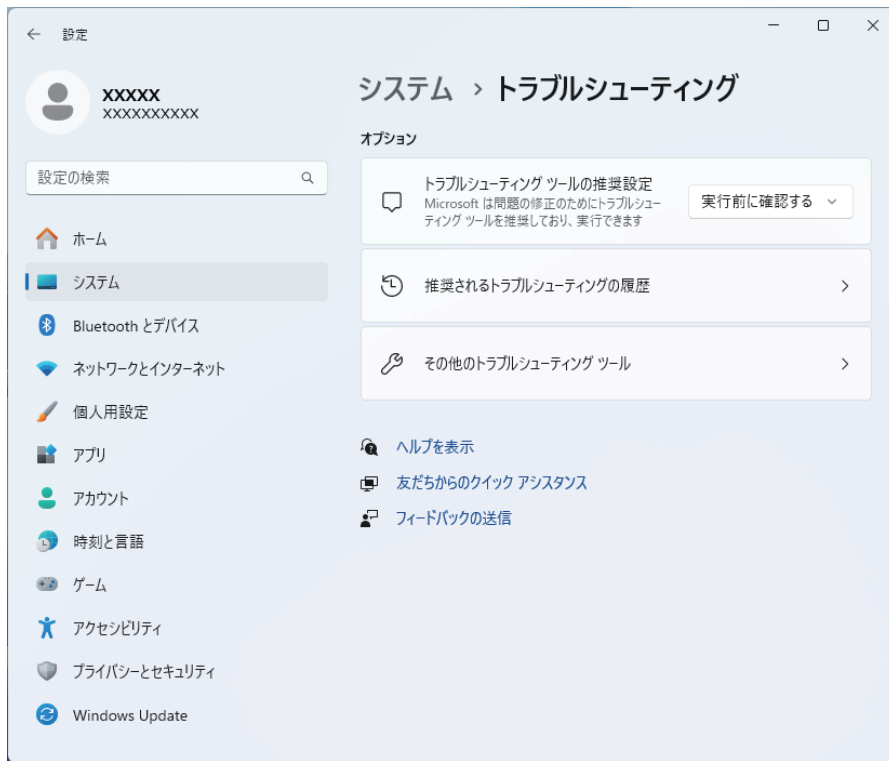 設定
XXXXX
XXXXXXXXXX
設定の検索
ホーム
システム
Bluetooth とデバイス
ネットワークとインターネット
個人用設定
アプリ
アカウント
時刻と言語
ゲーム
アクセシビリティ
プライバシーとセキュリティ
Windows Update
システム › トラブルシューティング
オプション
トラブルシューティング ツールの推奨設定
Microsoft は問題の修正のためにトラブルシュー
ティング ツールを推奨しており、実行できます
実行前に確認する
推奨されるトラブルシューティングの履歴
その他のトラブルシューティング ツール
ヘルプを表示
友だちからのクイック アシスタンス
フィードバックの送信